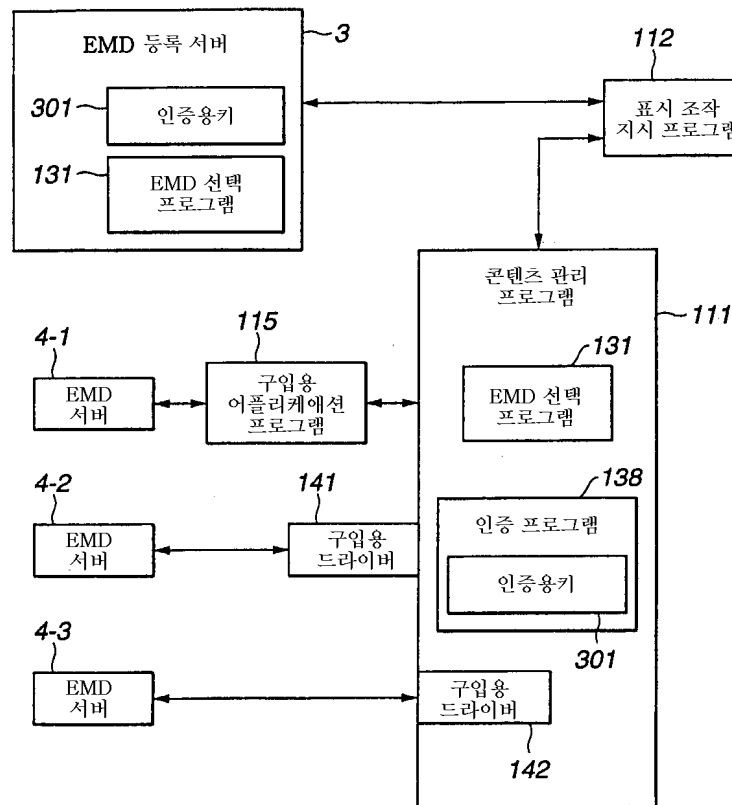 EMD 등록 서버
3
301
인증용키
131
EMD 선택
프로그램
112
표시 조작
지시 프로그램
콘텐츠 관리
프로그램
111
4-1
EMD
서버
115
구입용
어플리케애션
프로그램
131
EMD 선택
프로그램
4-2
EMD
서버
141
구입용
드라이버
138
인증 프로그램
인증용키
301
4-3
EMD
서버
구입용
드라이버
142